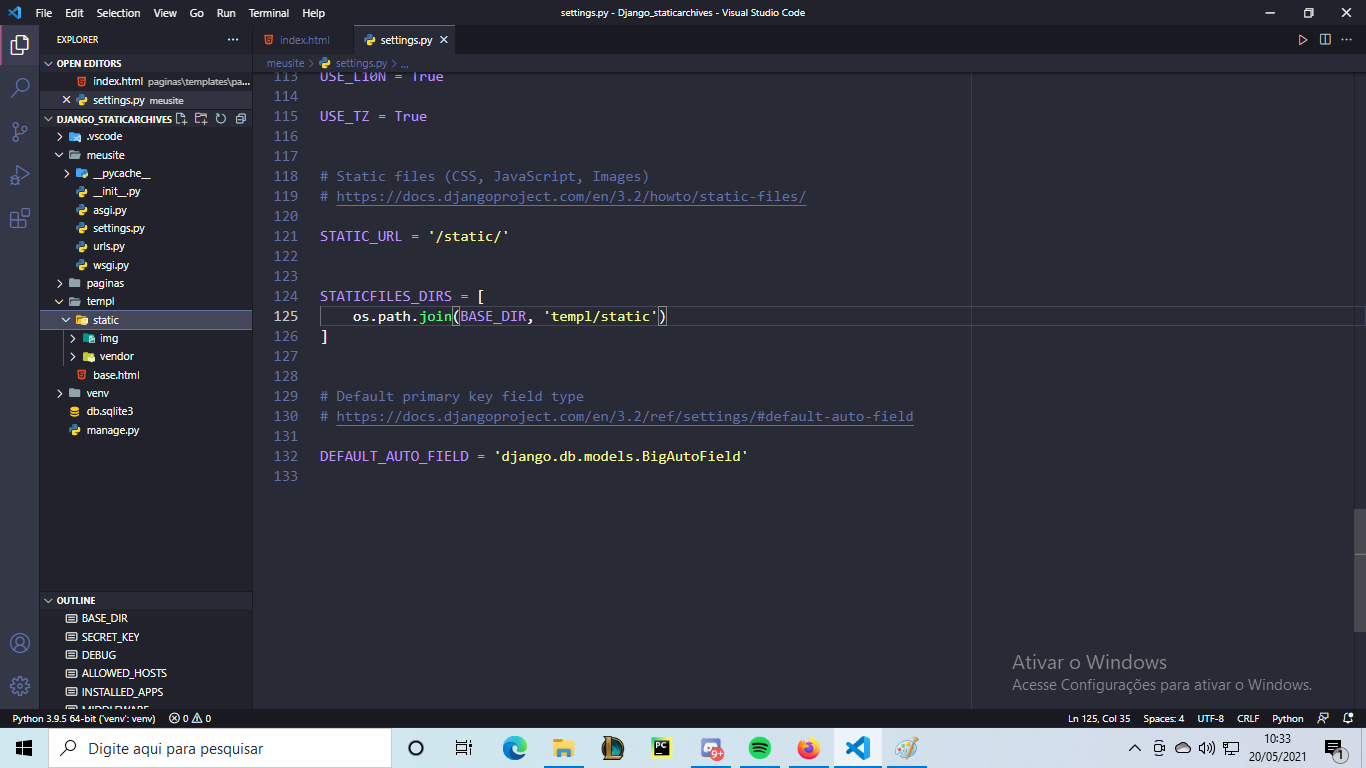 File Edit Selection View Go Run Terminal Help
settings.py - Django_staticarchives - Visual Studio Code
EXPLORER
OPEN EDITORS
index.html paginas\templates\pa...
settings.py meusite
DJANGO_STATICARCHIVES
.vscode
meusite
__pycache__
__init__.py
asgi.py
settings.py
urls.py
wsgi.py
paginas
templ
static
img
vendor
base.html
venv
db.sqlite3
manage.py
OUTLINE
BASE_DIR
SECRET_KEY
DEBUG
ALLOWED_HOSTS
INSTALLED_APPS
MIDDLEWARE
index.html
settings.py
meusite > settings.py > ...
113 USE_L10N = True
114
115 USE_TZ = True
116
117
118 # Static files (CSS, JavaScript, Images)
119 # https://docs.djangoproject.com/en/3.2/howto/static-files/
120
121 STATIC_URL = '/static/'
122
123
124 STATICFILES_DIRS = [
125 os.path.join(BASE_DIR, 'templ/static')
126 ]
127
128
129 # Default primary key field type
130 # https://docs.djangoproject.com/en/3.2/ref/settings/#default-auto-field
131
132 DEFAULT_AUTO_FIELD = 'django.db.models.BigAutoField'
133
Ativar o Windows
Acesse Configurações para ativar o Windows.
Python 3.9.5 64-bit ('venv': venv) 0 0
Ln 125, Col 35 Spaces: 4 UTF-8 CRLF Python
Digite aqui para pesquisar
PC
9+
10:33
20/05/2021
1